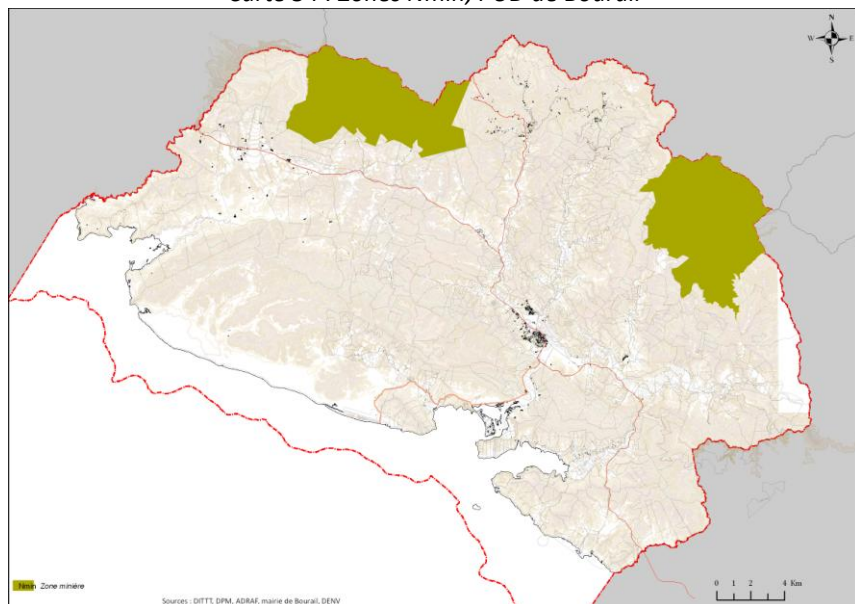 N
W E
S
Nmin Zone minière
Sources : DITTT, DPM, ADRAF, mairie de Bourail, DENV
0 1 2 4 Km